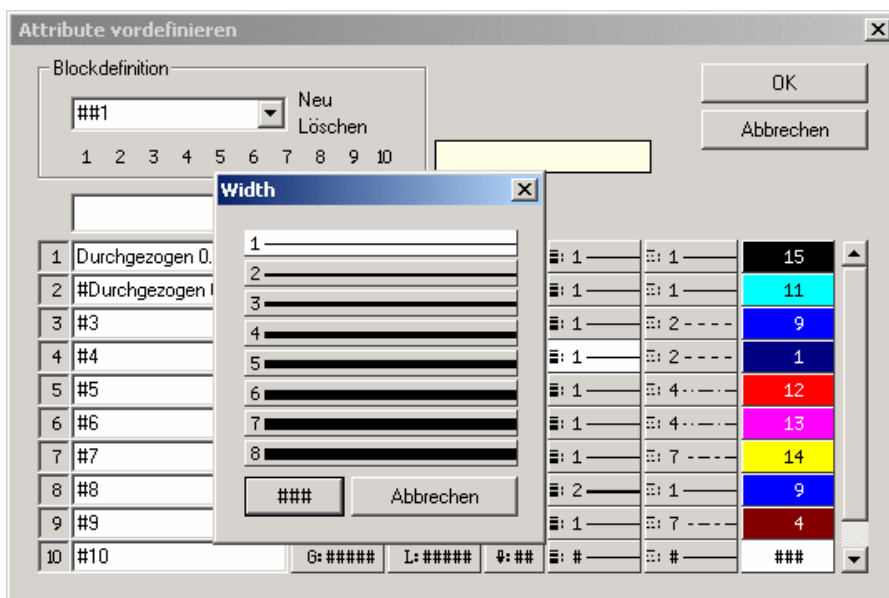 Attribute vordefinieren
Blockdefinition
##1
Neu
Löschen
1 2 3 4 5 6 7 8 9 10
OK
Abbrechen
Width
1
2
3
4
5
6
7
8
### Abbrechen
1 Durchgezogen 0. 1 1 15
2 #Durchgezogen 1 1 11
3 #3 1 2 9
4 #4 1 2 1
5 #5 1 4 12
6 #6 1 4 13
7 #7 1 7 14
8 #8 2 1 9
9 #9 1 7 4
10 #10 G:##### L:##### :## : # : # ###